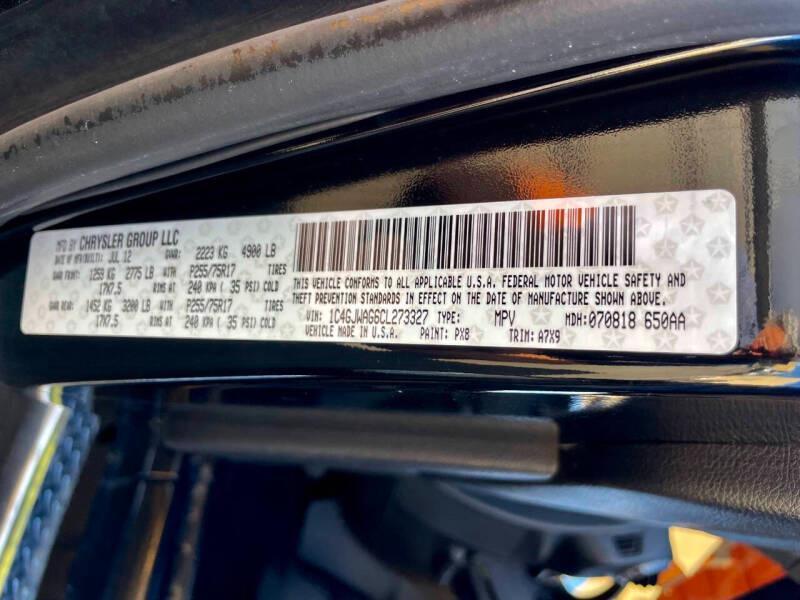 MFD BY CHRYSLER GROUP LLC
DATE OF MFR/BUILT: JUL 12 GVWR: 2223 KG 4900 LB
GAWR FRONT: 1259 KG 2775 LB WITH P255/75R17 TIRES
17X7.5 RIMS AT 240 KPA ( 35 PSI) COLD
GAWR REAR: 1452 KG 3200 LB WITH P255/75R17 TIRES
17X7.5 RIMS AT 240 KPA ( 35 PSI) COLD
THIS VEHICLE CONFORMS TO ALL APPLICABLE U.S.A. FEDERAL MOTOR VEHICLE SAFETY AND
THEFT PREVENTION STANDARDS IN EFFECT ON THE DATE OF MANUFACTURE SHOWN ABOVE.
VIN: 1C4GJWAG6CL273327 TYPE: MPV MDH:070818 650AA
VEHICLE MADE IN U.S.A. PAINT: PX8 TRIM: A7X9